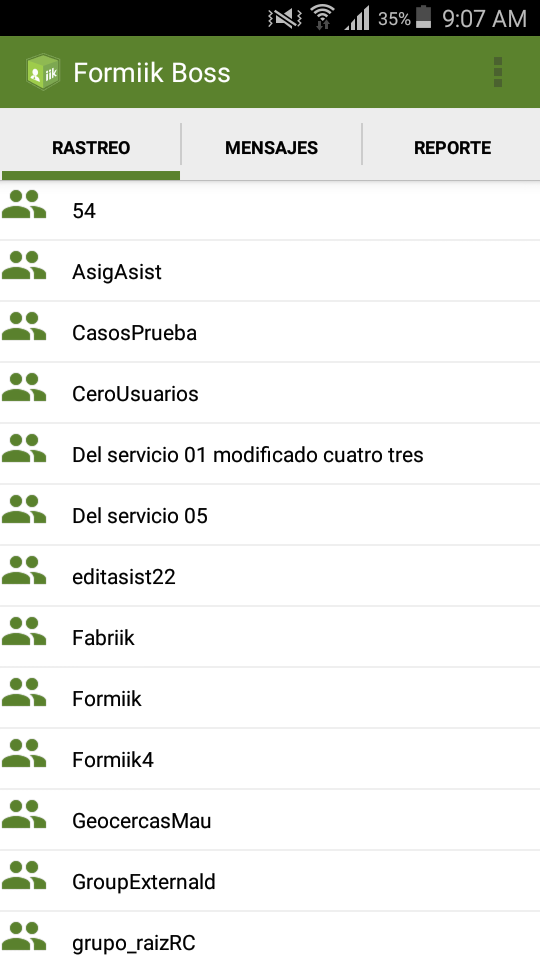 35% 9:07 AM
iik Formiik Boss
RASTREO MENSAJES REPORTE
54
AsigAsist
CasosPrueba
CeroUsuarios
Del servicio 01 modificado cuatro tres
Del servicio 05
editasist22
Fabriik
Formiik
Formiik4
GeocercasMau
GroupExternald
grupo_raizRC